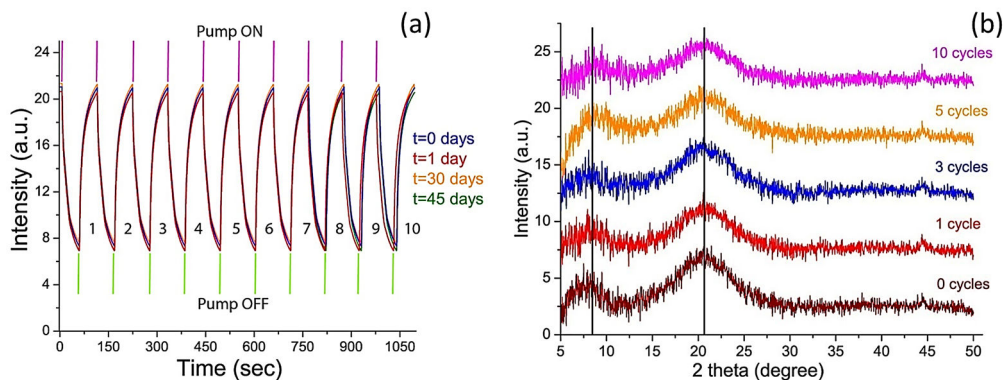 (a)
Pump ON
24
20
16
12
8
4
0
Intensity (a.u.)
t=0 days
t=1 day
t=30 days
t=45 days
1 2 3 4 5 6 7 8 9 10
Pump OFF
0 150 300 450 600 750 900 1050
Time (sec)
(b)
25
20
15
10
5
0
Intensity (a.u.)
10 cycles
5 cycles
3 cycles
1 cycle
0 cycles
5 10 15 20 25 30 35 40 45 50
2 theta (degree)